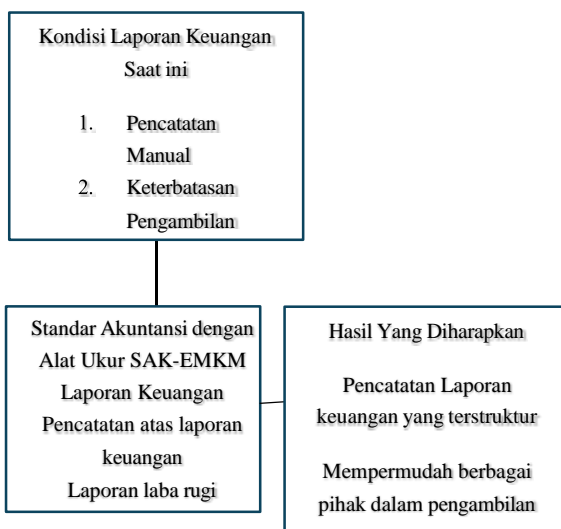 Kondisi Laporan Keuangan
Saat ini
1. Pencatatan
Manual
2. Keterbatasan
Pengambilan
Standar Akuntansi dengan
Alat Ukur SAK-EMKM
Laporan Keuangan
Pencatatan atas laporan
keuangan
Laporan laba rugi
Hasil Yang Diharapkan
Pencatatan Laporan
keuangan yang terstruktur
Mempermudah berbagai
pihak dalam pengambilan